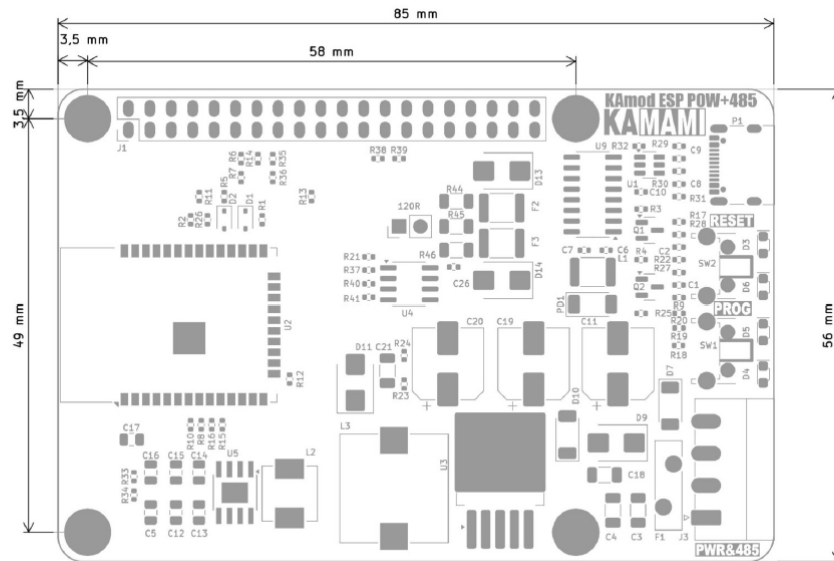 85 mm
3,5 mm
58 mm
3,5 mm
49 mm
56 mm
KAmod ESP POW+485
KAMAMI
P1
J1
R38 R39
U9 R32 R29 C9
R6 R14 R35
R7 R36
D13
U1 R30 C8
C10 R31
R11 R5 D2 D1 R13
R44
F2
R3 R17
RESET
R2 R26 R1
120R
R45
Q1 R28
D3
R21
R46
F3
C7 C6
R4 C2 R22
SW2
R37
C26
D14
L1
R27
R40
R41
U4
PD1
Q2 C1
D6
R9
PROG
U2
C20 C19 C11
R25 R20
D5
R19
SW1
R18
D11 C21 R24
R12
R23
D7
D4
D10
C17
R10 R8 R16 R15
L3
U3
D9
C16 C15 C14
U5
L2
R33
R34
C18
C5 C12 C13
C4 C3 F1 J3
PWR&485